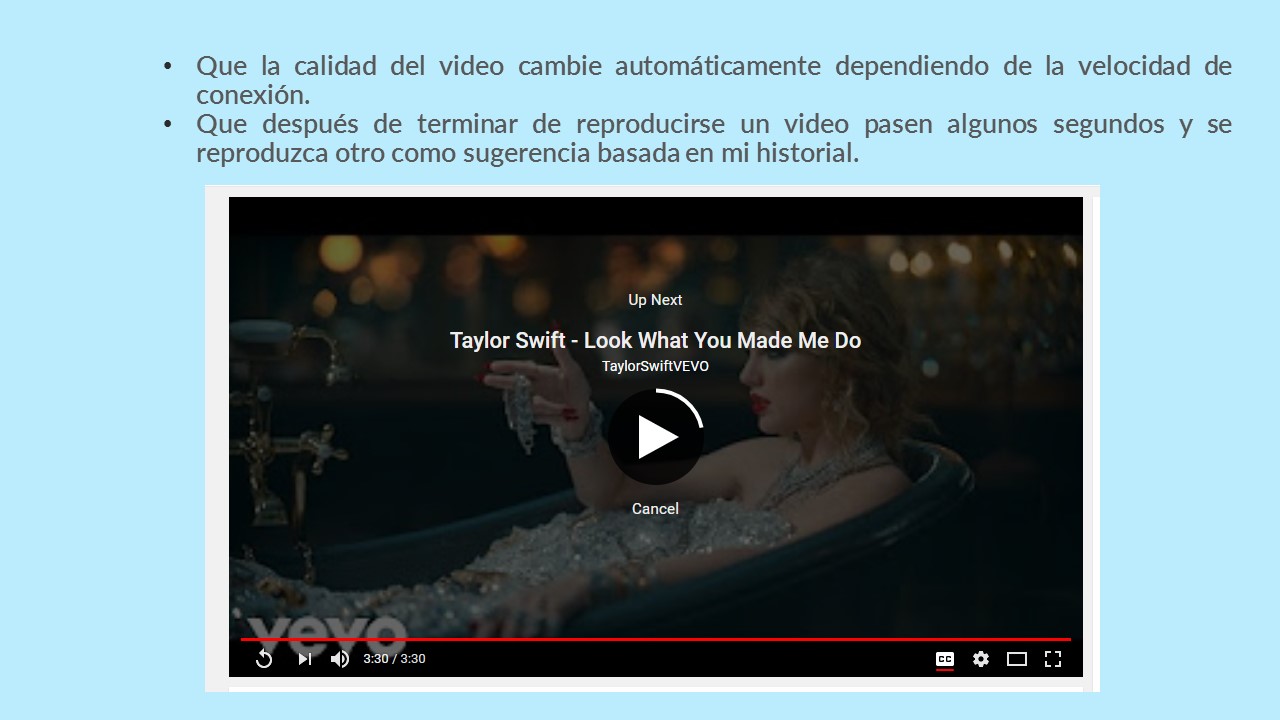 • Que la calidad del video cambie automáticamente dependiendo de la velocidad de
conexión.
• Que después de terminar de reproducirse un video pasen algunos segundos y se
reproduzca otro como sugerencia basada en mi historial.
Up Next
Taylor Swift - Look What You Made Me Do
TaylorSwiftVEVO
Cancel
vevo
3:30 / 3:30
CC